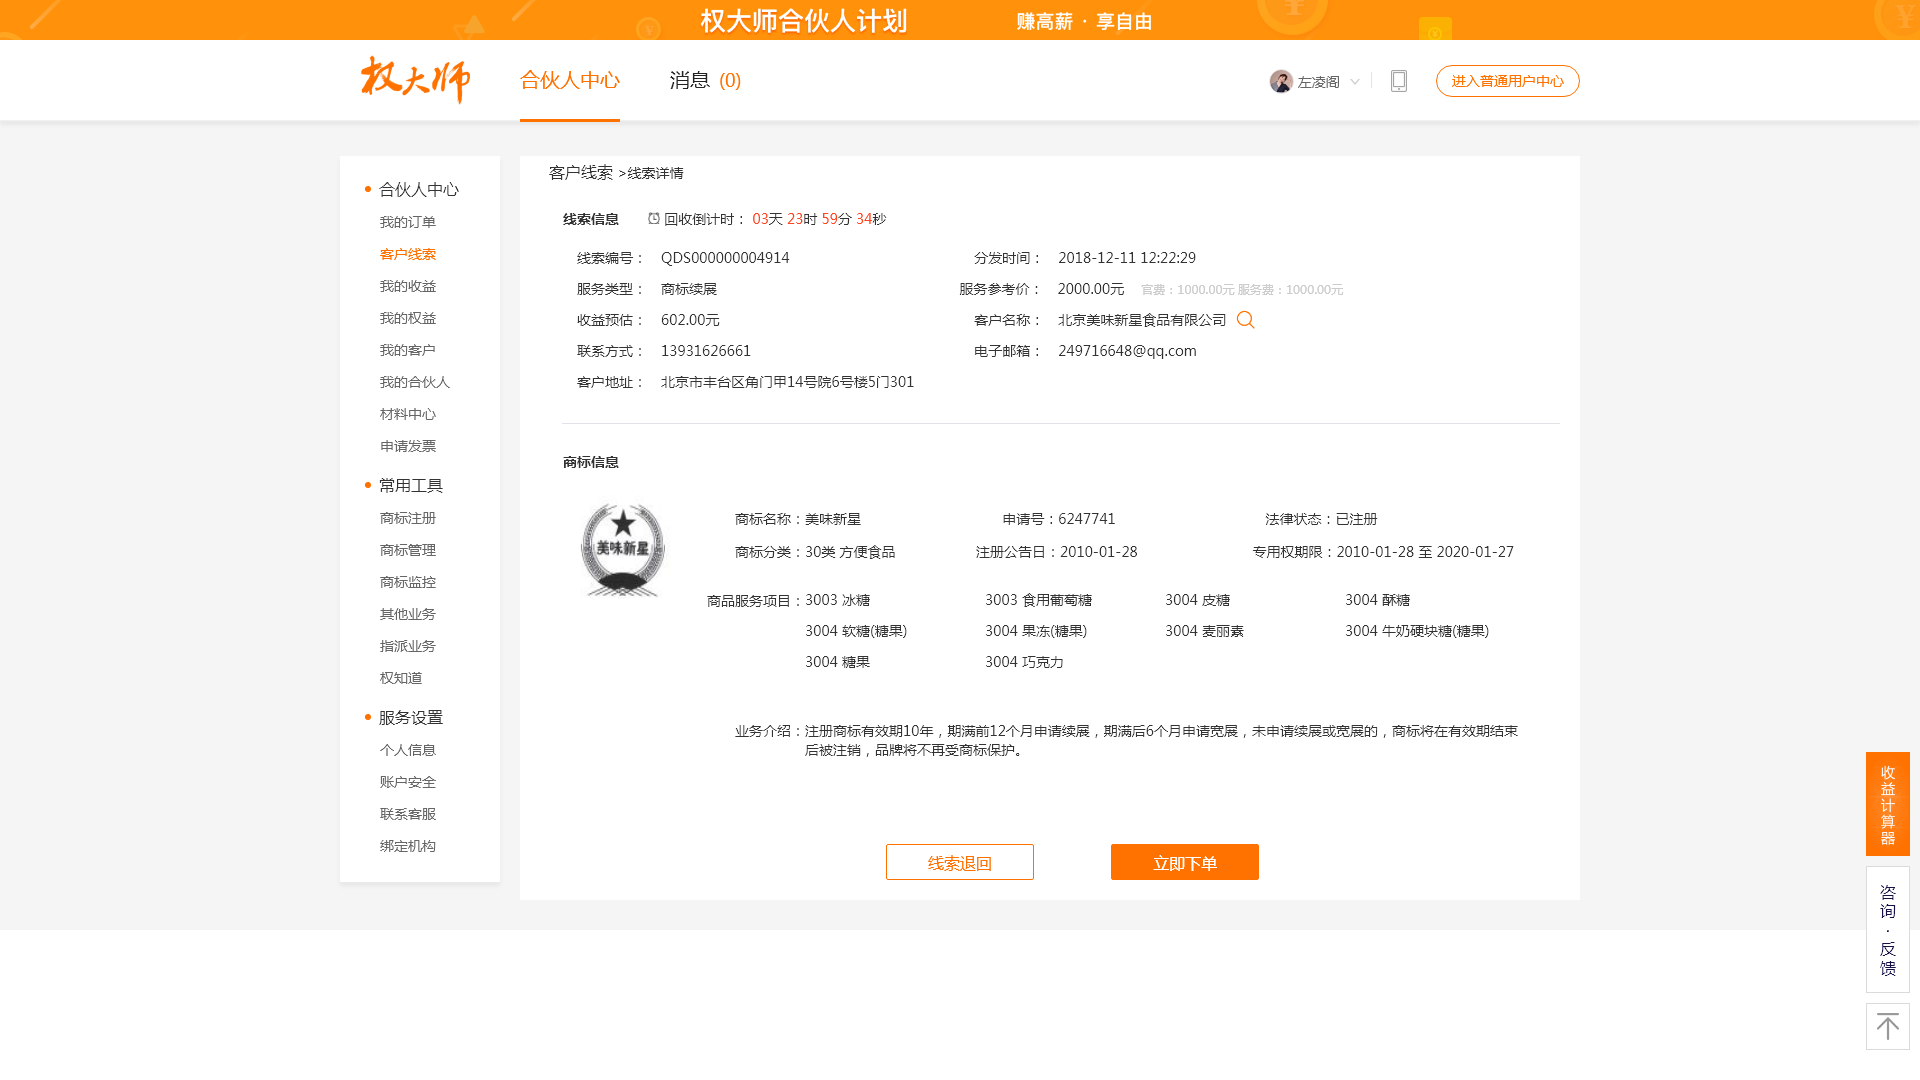 权大师合伙人计划 赚高薪 · 享自由
权大师 合伙人中心 消息 (0) 左凌阁 进入普通用户中心
合伙人中心
我的订单
客户线索
我的收益
我的权益
我的客户
我的合伙人
材料中心
申请发票
常用工具
商标注册
商标管理
商标监控
其他业务
指派业务
权知道
服务设置
个人信息
账户安全
联系客服
绑定机构
客户线索 >线索详情
线索信息 回收倒计时： 03天 23时 59分 34秒
线索编号： QDS000000004914 分发时间： 2018-12-11 12:22:29
服务类型： 商标续展 服务参考价： 2000.00元 官费：1000.00元 服务费：1000.00元
收益预估： 602.00元 客户名称： 北京美味新星食品有限公司
联系方式： 13931626661 电子邮箱： 249716648@qq.com
客户地址： 北京市丰台区角门甲14号院6号楼5门301
商标信息
美味新星
商标名称：美味新星 申请号：6247741 法律状态：已注册
商标分类：30类 方便食品 注册公告日：2010-01-28 专用权期限：2010-01-28 至 2020-01-27
商品服务项目：3003 冰糖 3003 食用葡萄糖 3004 皮糖 3004 酥糖
3004 软糖(糖果) 3004 果冻(糖果) 3004 麦丽素 3004 牛奶硬块糖(糖果)
3004 糖果 3004 巧克力
业务介绍：注册商标有效期10年，期满前12个月申请续展，期满后6个月申请宽展，未申请续展或宽展的，商标将在有效期结束
后被注销，品牌将不再受商标保护。
线索退回 立即下单
收益计算器
咨询·反馈